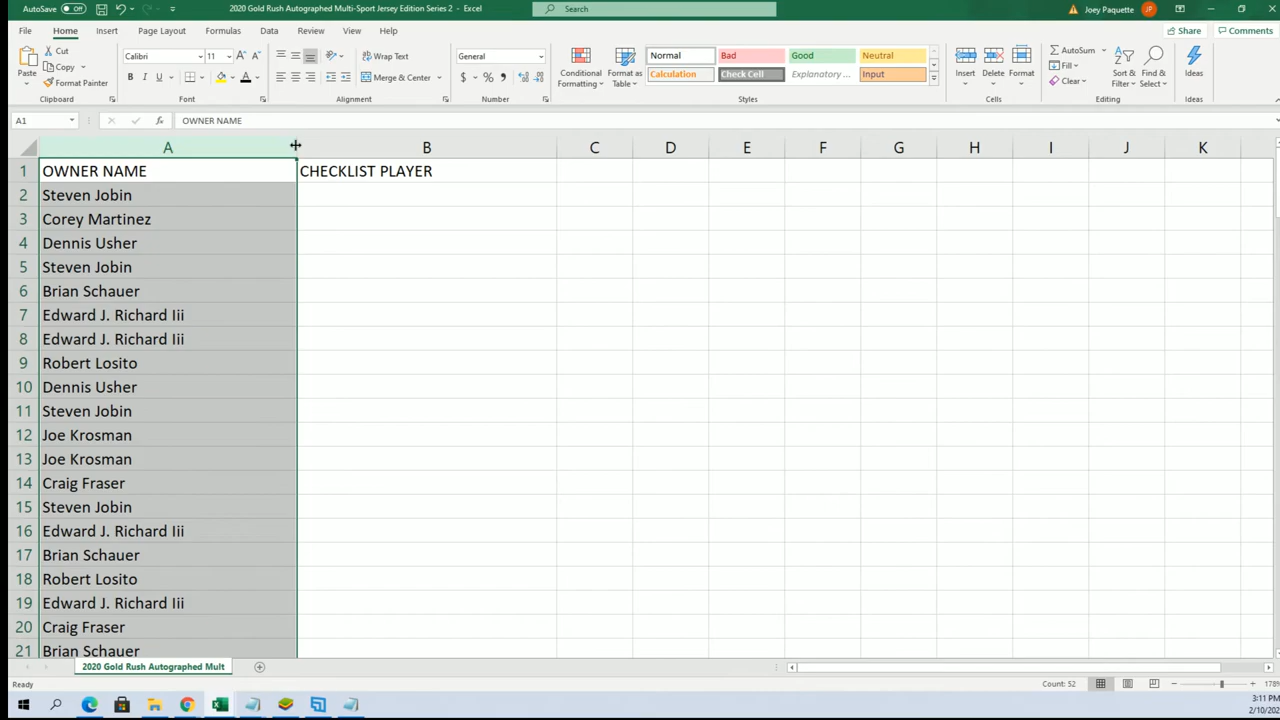 AutoSave Off 2020 Gold Rush Autographed Multi-Sport Jersey Edition Series 2 - Excel Search Joey Paquette JP
File Home Insert Page Layout Formulas Data Review View Help Share Comments
Paste Cut Copy Format Painter Clipboard
Calibri 11 A A B I U A Font
Wrap Text Merge & Center Alignment
General $ % Number
Conditional Formatting Format as Table Normal Bad Good Neutral Calculation Check Cell Explanatory ... Input Styles
Insert Delete Format Cells
AutoSum Fill Clear Sort & Filter Find & Select Editing
Ideas Ideas
A1 fx OWNER NAME
A B C D E F G H I J K
1 OWNER NAME CHECKLIST PLAYER
2 Steven Jobin
3 Corey Martinez
4 Dennis Usher
5 Steven Jobin
6 Brian Schauer
7 Edward J. Richard Iii
8 Edward J. Richard Iii
9 Robert Losito
10 Dennis Usher
11 Steven Jobin
12 Joe Krosman
13 Joe Krosman
14 Craig Fraser
15 Steven Jobin
16 Edward J. Richard Iii
17 Brian Schauer
18 Robert Losito
19 Edward J. Richard Iii
20 Craig Fraser
21 Brian Schauer
2020 Gold Rush Autographed Mult
Ready Count: 52 178%
3:11 PM
2/10/202